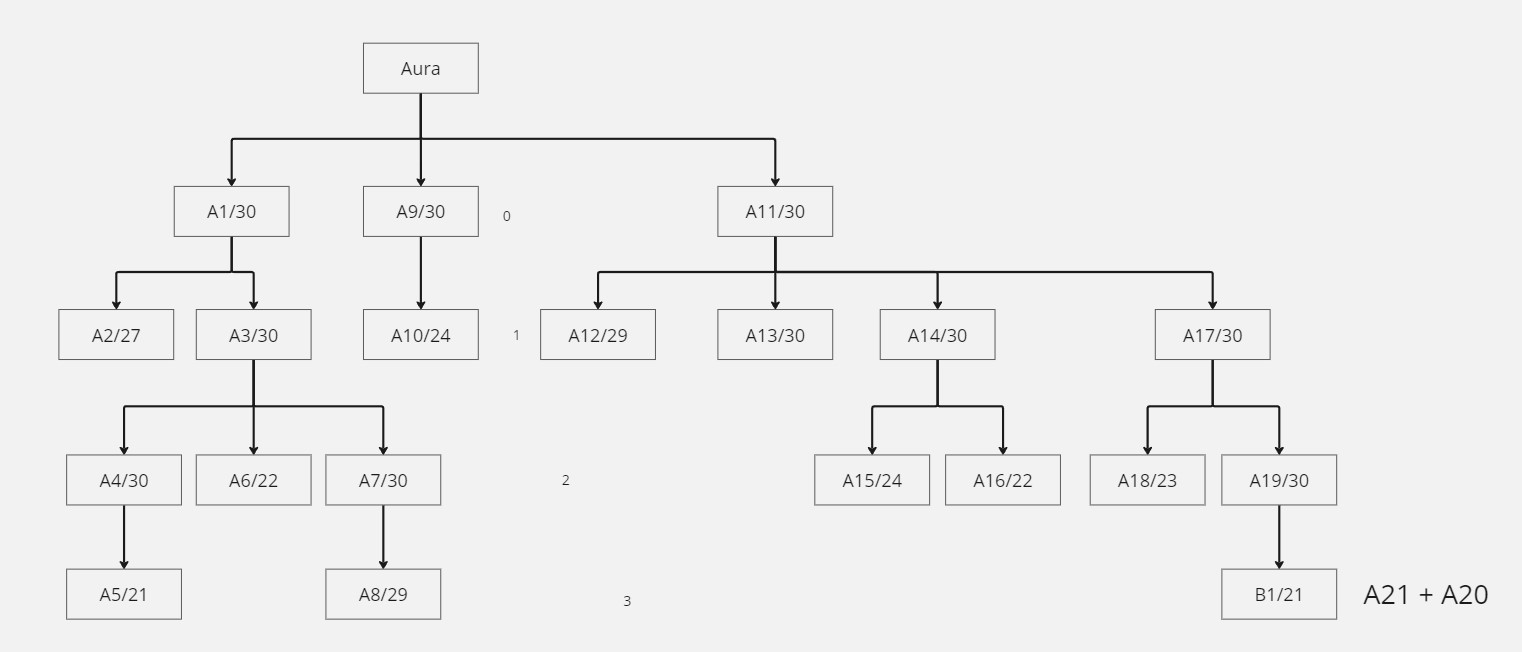 Aura
A1/30
A9/30
0
A11/30
A2/27
A3/30
A10/24
1
A12/29
A13/30
A14/30
A17/30
A4/30
A6/22
A7/30
2
A15/24
A16/22
A18/23
A19/30
A5/21
A8/29
3
B1/21
A21 + A20